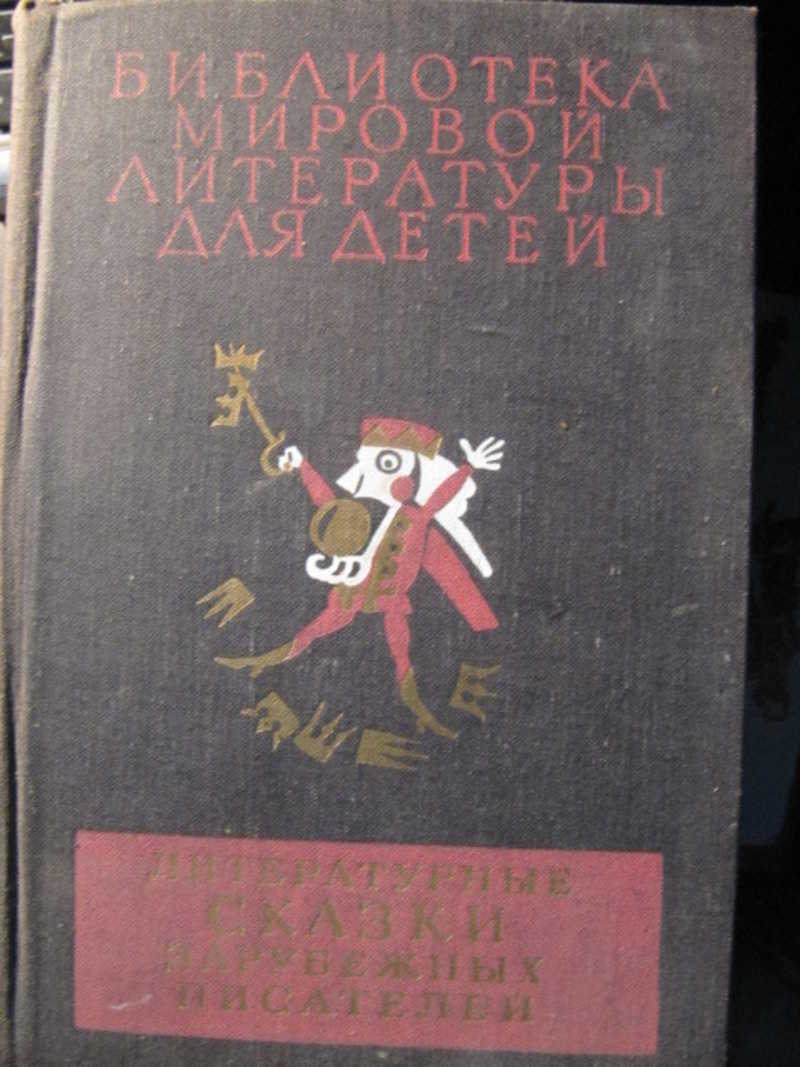 БИБЛИОТЕКА
МИРОВОЙ
ЛИТЕРАТУРЫ
ДЛЯ ДЕТЕЙ
ЛИТЕРАТУРНЫЕ
СКАЗКИ
ЗАРУБЕЖНЫХ
ПИСАТЕЛЕЙ